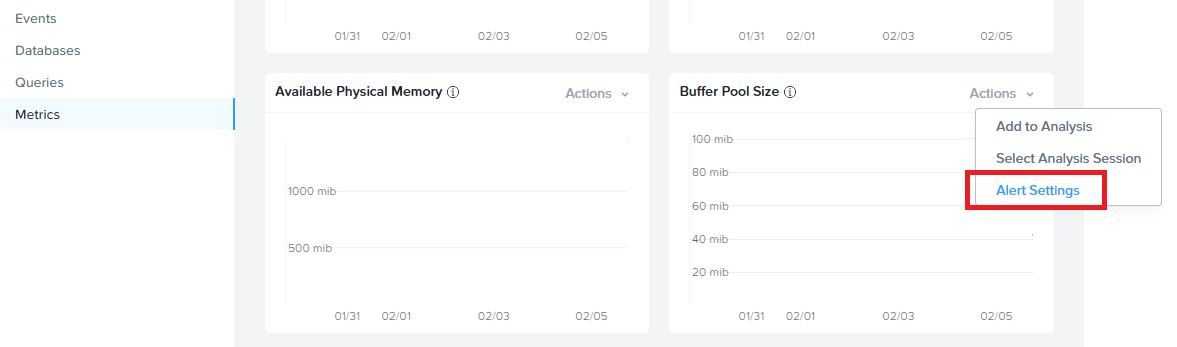 Events
Databases
Queries
Metrics
01/31 02/01 02/03 02/05
01/31 02/01 02/03 02/05
Available Physical Memory
Actions
1000 mib
500 mib
01/31 02/01 02/03 02/05
Buffer Pool Size
Actions
Add to Analysis
Select Analysis Session
Alert Settings
100 mib
80 mib
60 mib
40 mib
20 mib
01/31 02/01 02/03 02/05